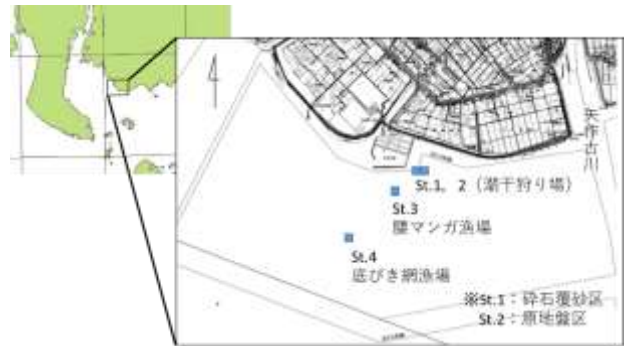 矢作古川
St.1, 2（潮干狩り場）
St.3
腰マンガ漁場
St.4
底びき網漁場
※St.1：砕石覆砂区
St.2：原地盤区